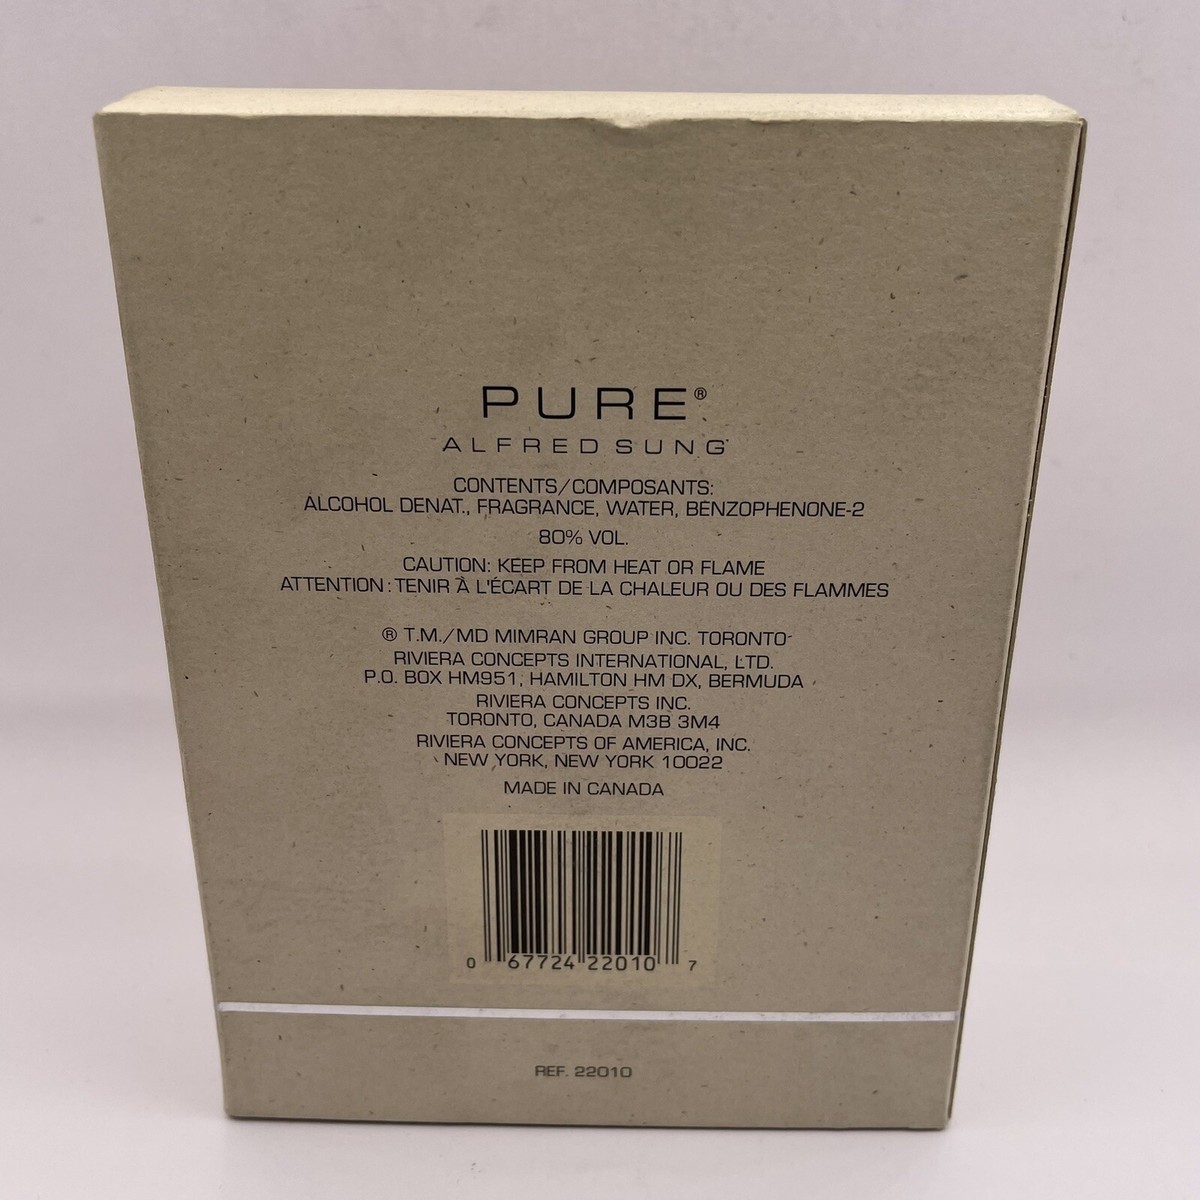 PURE®
ALFRED SUNG
CONTENTS/COMPOSANTS:
ALCOHOL DENAT., FRAGRANCE, WATER, BENZOPHENONE-2
80% VOL.
CAUTION: KEEP FROM HEAT OR FLAME
ATTENTION: TENIR À L'ÉCART DE LA CHALEUR OU DES FLAMMES
® T.M./MD MIMRAN GROUP INC. TORONTO
RIVIERA CONCEPTS INTERNATIONAL, LTD.
P.O. BOX HM951, HAMILTON HM DX, BERMUDA
RIVIERA CONCEPTS INC.
TORONTO, CANADA M3B 3M4
RIVIERA CONCEPTS OF AMERICA, INC.
NEW YORK, NEW YORK 10022
MADE IN CANADA
0 67724 22010 7
REF. 22010